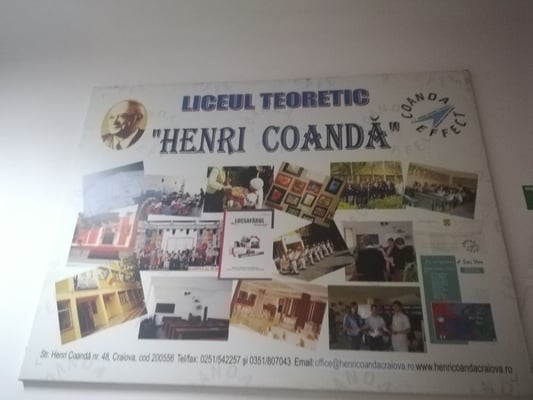 LICEUL TEORETIC
"HENRI COANDĂ"
COANDA EFFECT
LUCEAFĂRUL
Str. Henri Coandă nr. 48, Craiova, cod 200556 Tel/fax: 0251/542257 şi 0351/807043 Email:office@henricoandacraiova.ro www.henricoandacraiova.ro